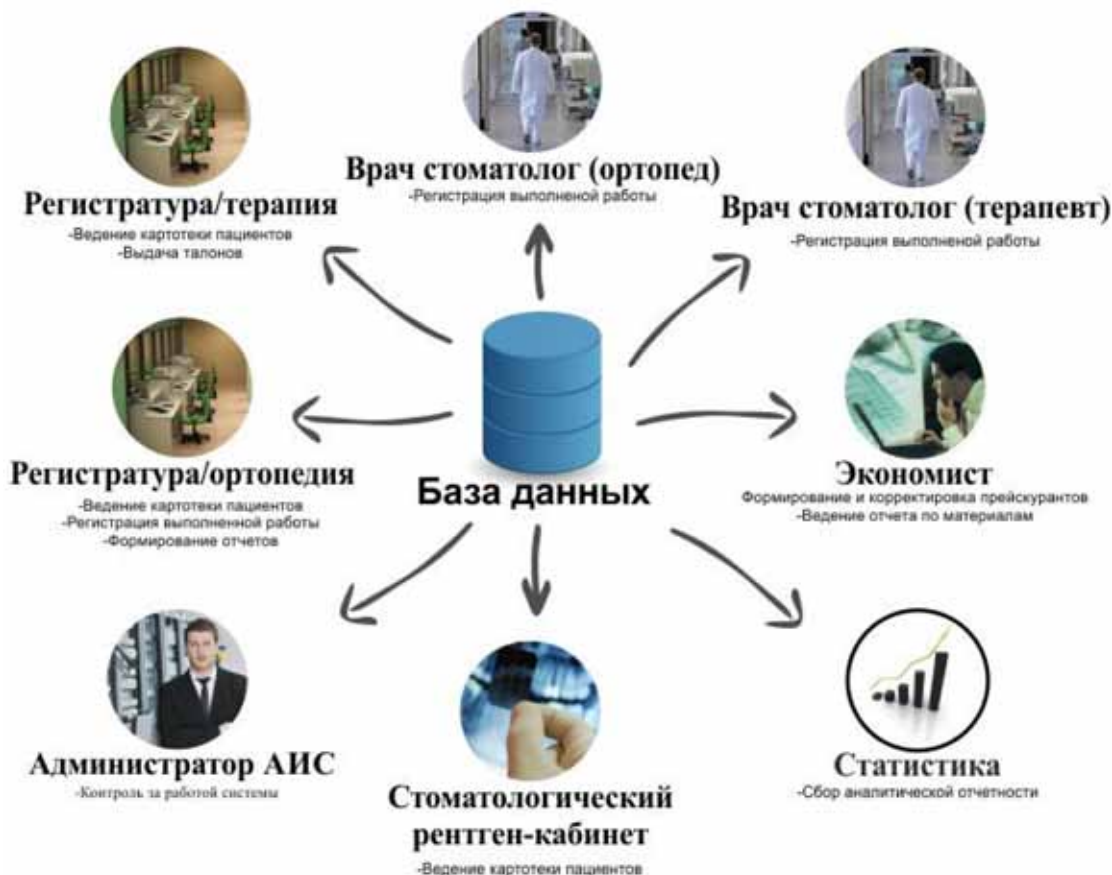 Врач стоматолог (ортопед)
-Регистрация выполненой работы
Регистратура/терапия
-Ведение картотеки пациентов
-Выдача талонов
Врач стоматолог (терапевт)
-Регистрация выполненой работы
Регистратура/ортопедия
-Ведение картотеки пациентов
-Регистрация выполненной работы
-Формирование отчетов
База данных
Экономист
Формирование и корректировка прейскурантов
-Ведение отчета по материалам
Администратор АИС
-Контроль за работой системы
Стоматологический
рентген-кабинет
-Ведение картотеки пациентов
Статистика
-Сбор аналитической отчетности